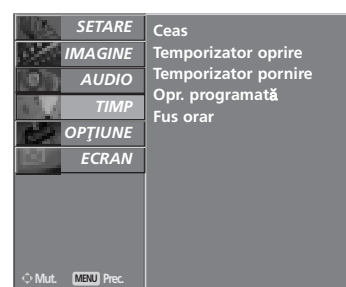 SETARE
IMAGINE
AUDIO
TIMP
OPŢIUNE
ECRAN
Ceas
Temporizator oprire
Temporizator pornire
Opr. programată
Fus orar
Mut. MENU Prec.